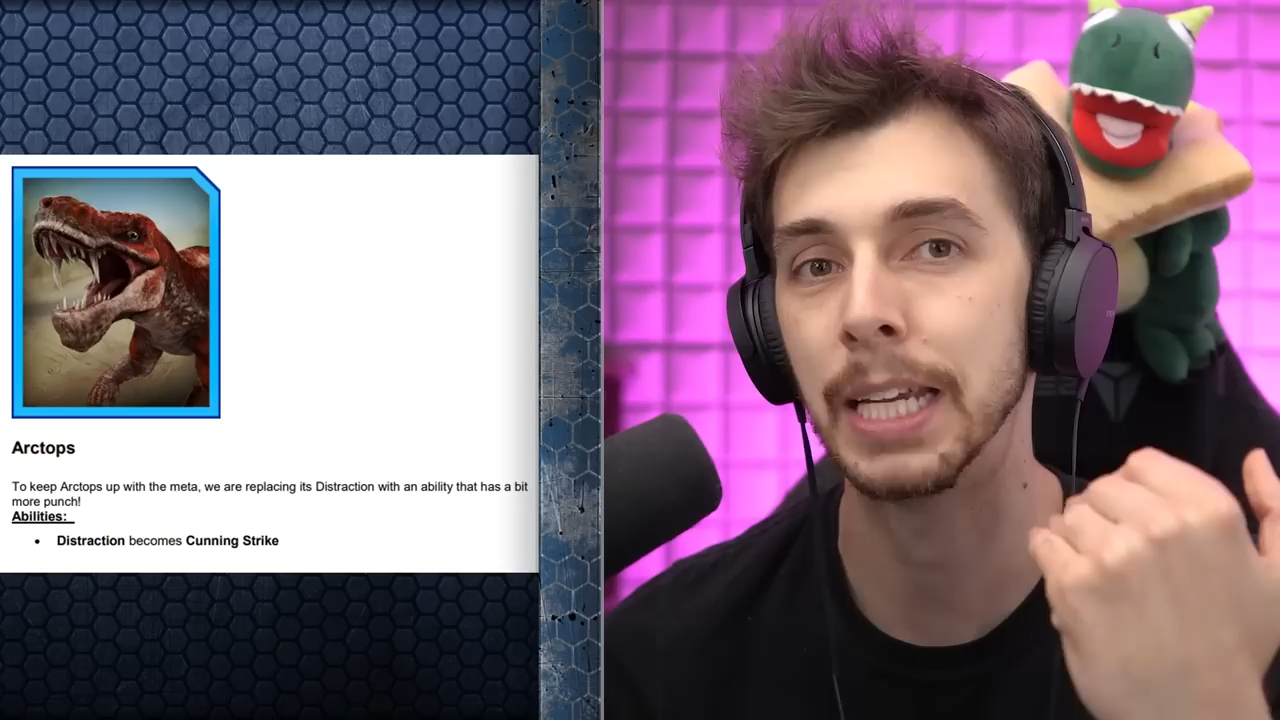 Arctops
To keep Arctops up with the meta, we are replacing its Distraction with an ability that has a bit
more punch!
Abilities:
• Distraction becomes Cunning Strike